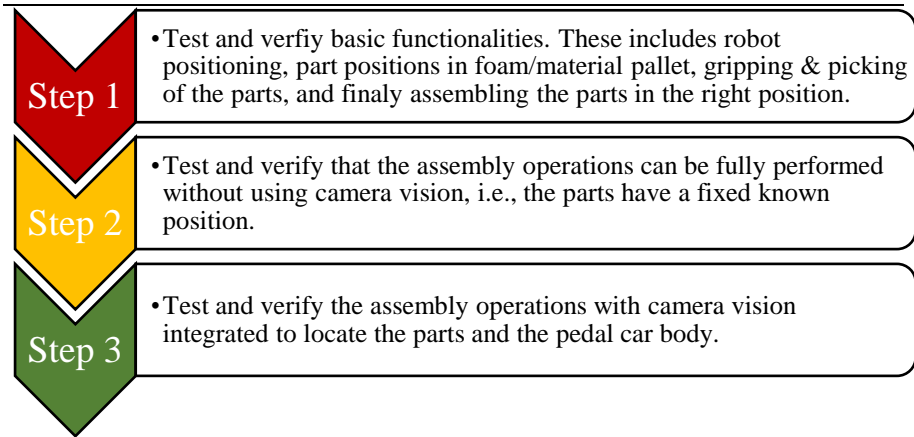 Step 1
•Test and verfiy basic functionalities. These includes robot
positioning, part positions in foam/material pallet, gripping & picking
of the parts, and finaly assembling the parts in the right position.
Step 2
•Test and verify that the assembly operations can be fully performed
without using camera vision, i.e., the parts have a fixed known
position.
Step 3
•Test and verify the assembly operations with camera vision
integrated to locate the parts and the pedal car body.